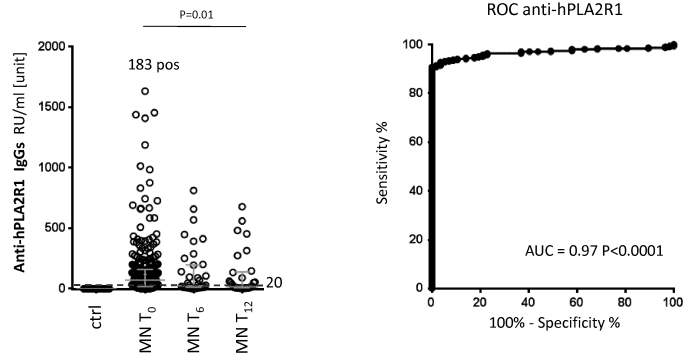 P=0.01
183 pos
Anti-hPLA2R1 IgGs RU/ml [unit]
2000
1500
1000
500
0
20
ctrl
MN T0
MN T6
MN T12
ROC anti-hPLA2R1
Sensitivity %
100
80
60
40
20
0
AUC = 0.97 P<0.0001
0 20 40 60 80 100
100% - Specificity %